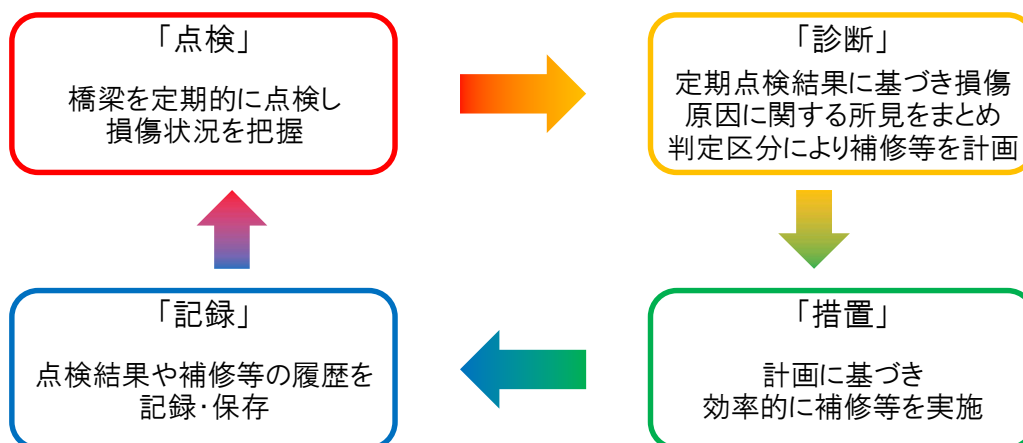 「点検」
橋梁を定期的に点検し
損傷状況を把握
「診断」
定期点検結果に基づき損傷
原因に関する所見をまとめ
判定区分により補修等を計画
「記録」
点検結果や補修等の履歴を
記録・保存
「措置」
計画に基づき
効率的に補修等を実施